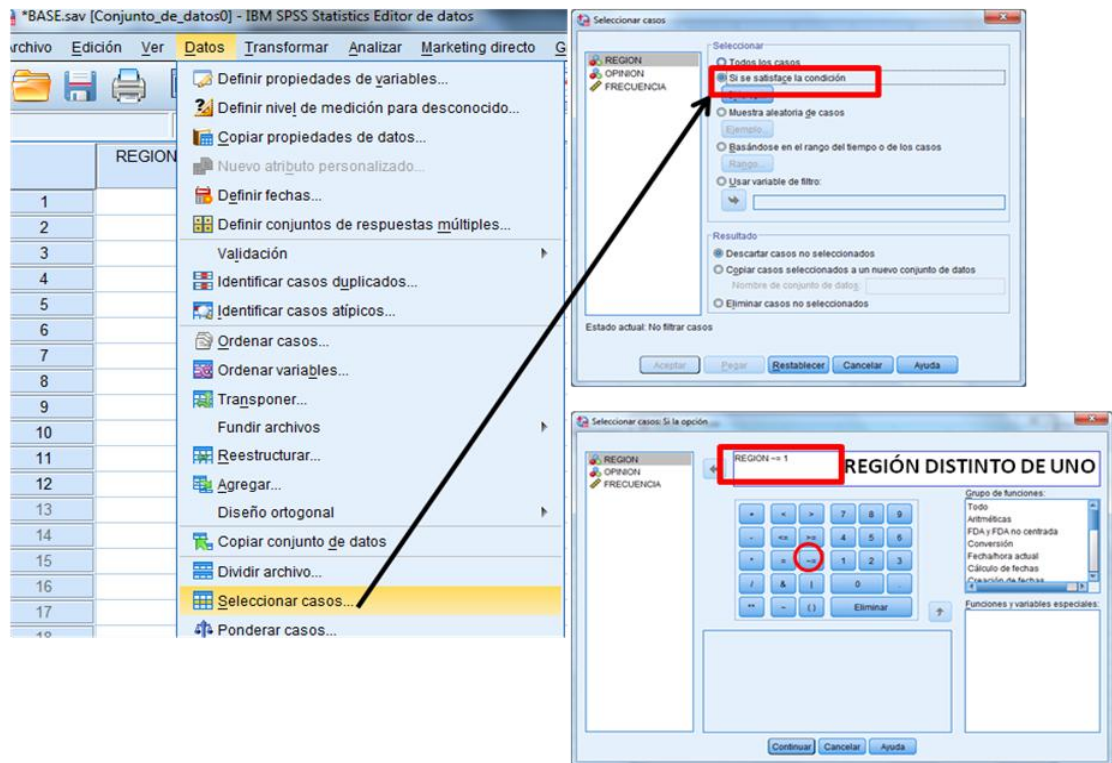 *BASE.sav [Conjunto_de_datos0] - IBM SPSS Statistics Editor de datos
rchivo Edición Ver Datos Transformar Analizar Marketing directo G
REGION
1
2
3
4
5
6
7
8
9
10
11
12
13
14
15
16
17
18
Definir propiedades de variables...
Definir nivel de medición para desconocido...
Copiar propiedades de datos...
Nuevo atributo personalizado...
Definir fechas...
Definir conjuntos de respuestas múltiples...
Validación
Identificar casos duplicados...
Identificar casos atípicos...
Ordenar casos...
Ordenar variables...
Transponer...
Fundir archivos
Reestructurar...
Agregar...
Diseño ortogonal
Copiar conjunto de datos
Dividir archivo...
Seleccionar casos...
Ponderar casos...
Seleccionar casos
REGION
OPINION
FRECUENCIA
Seleccionar
Todos los casos
Si se satisface la condición
Muestra aleatoria de casos
Ejemplo...
Basándose en el rango del tiempo o de los casos
Rango...
Usar variable de filtro:
Resultado
Descartar casos no seleccionados
Copiar casos seleccionados a un nuevo conjunto de datos
Nombre de conjunto de datos:
Eliminar casos no seleccionados
Estado actual: No filtrar casos
Aceptar Pegar Restablecer Cancelar Ayuda
Seleccionar casos: Si la opción
REGION
OPINION
FRECUENCIA
REGION ~= 1
REGIÓN DISTINTO DE UNO
+ < > 7 8 9
- <= >= 4 5 6
* = ~= 1 2 3
/ & | 0 .
** ~ ( ) Eliminar
Grupo de funciones:
Todo
Aritméticas
FDA y FDA no centrada
Conversión
Fecha/hora actual
Cálculo de fechas
Creación de fechas
Funciones y variables especiales:
Continuar Cancelar Ayuda